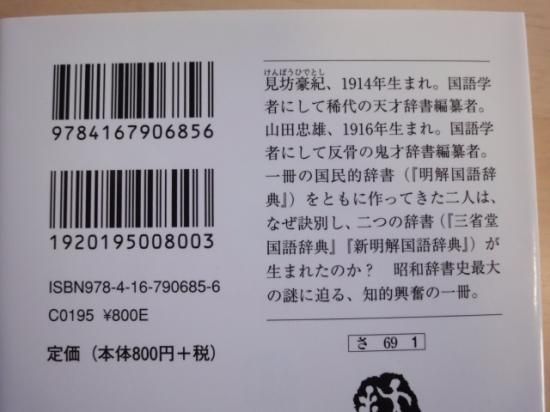 9784167906856
1920195008003
ISBN978-4-16-790685-6
C0195 ¥800E
定価（本体800円＋税）
けんぼうひでとし
見坊豪紀、1914年生まれ。国語学
者にして稀代の天才辞書編纂者。
山田忠雄、1916年生まれ。国語学
者にして反骨の鬼才辞書編纂者。
一冊の国民的辞書（『明解国語辞
典』）をともに作ってきた二人は、
なぜ訣別し、二つの辞書（『三省堂
国語辞典』『新明解国語辞典』）が
生まれたのか？　昭和辞書史最大
の謎に迫る、知的興奮の一冊。
さ 69 1